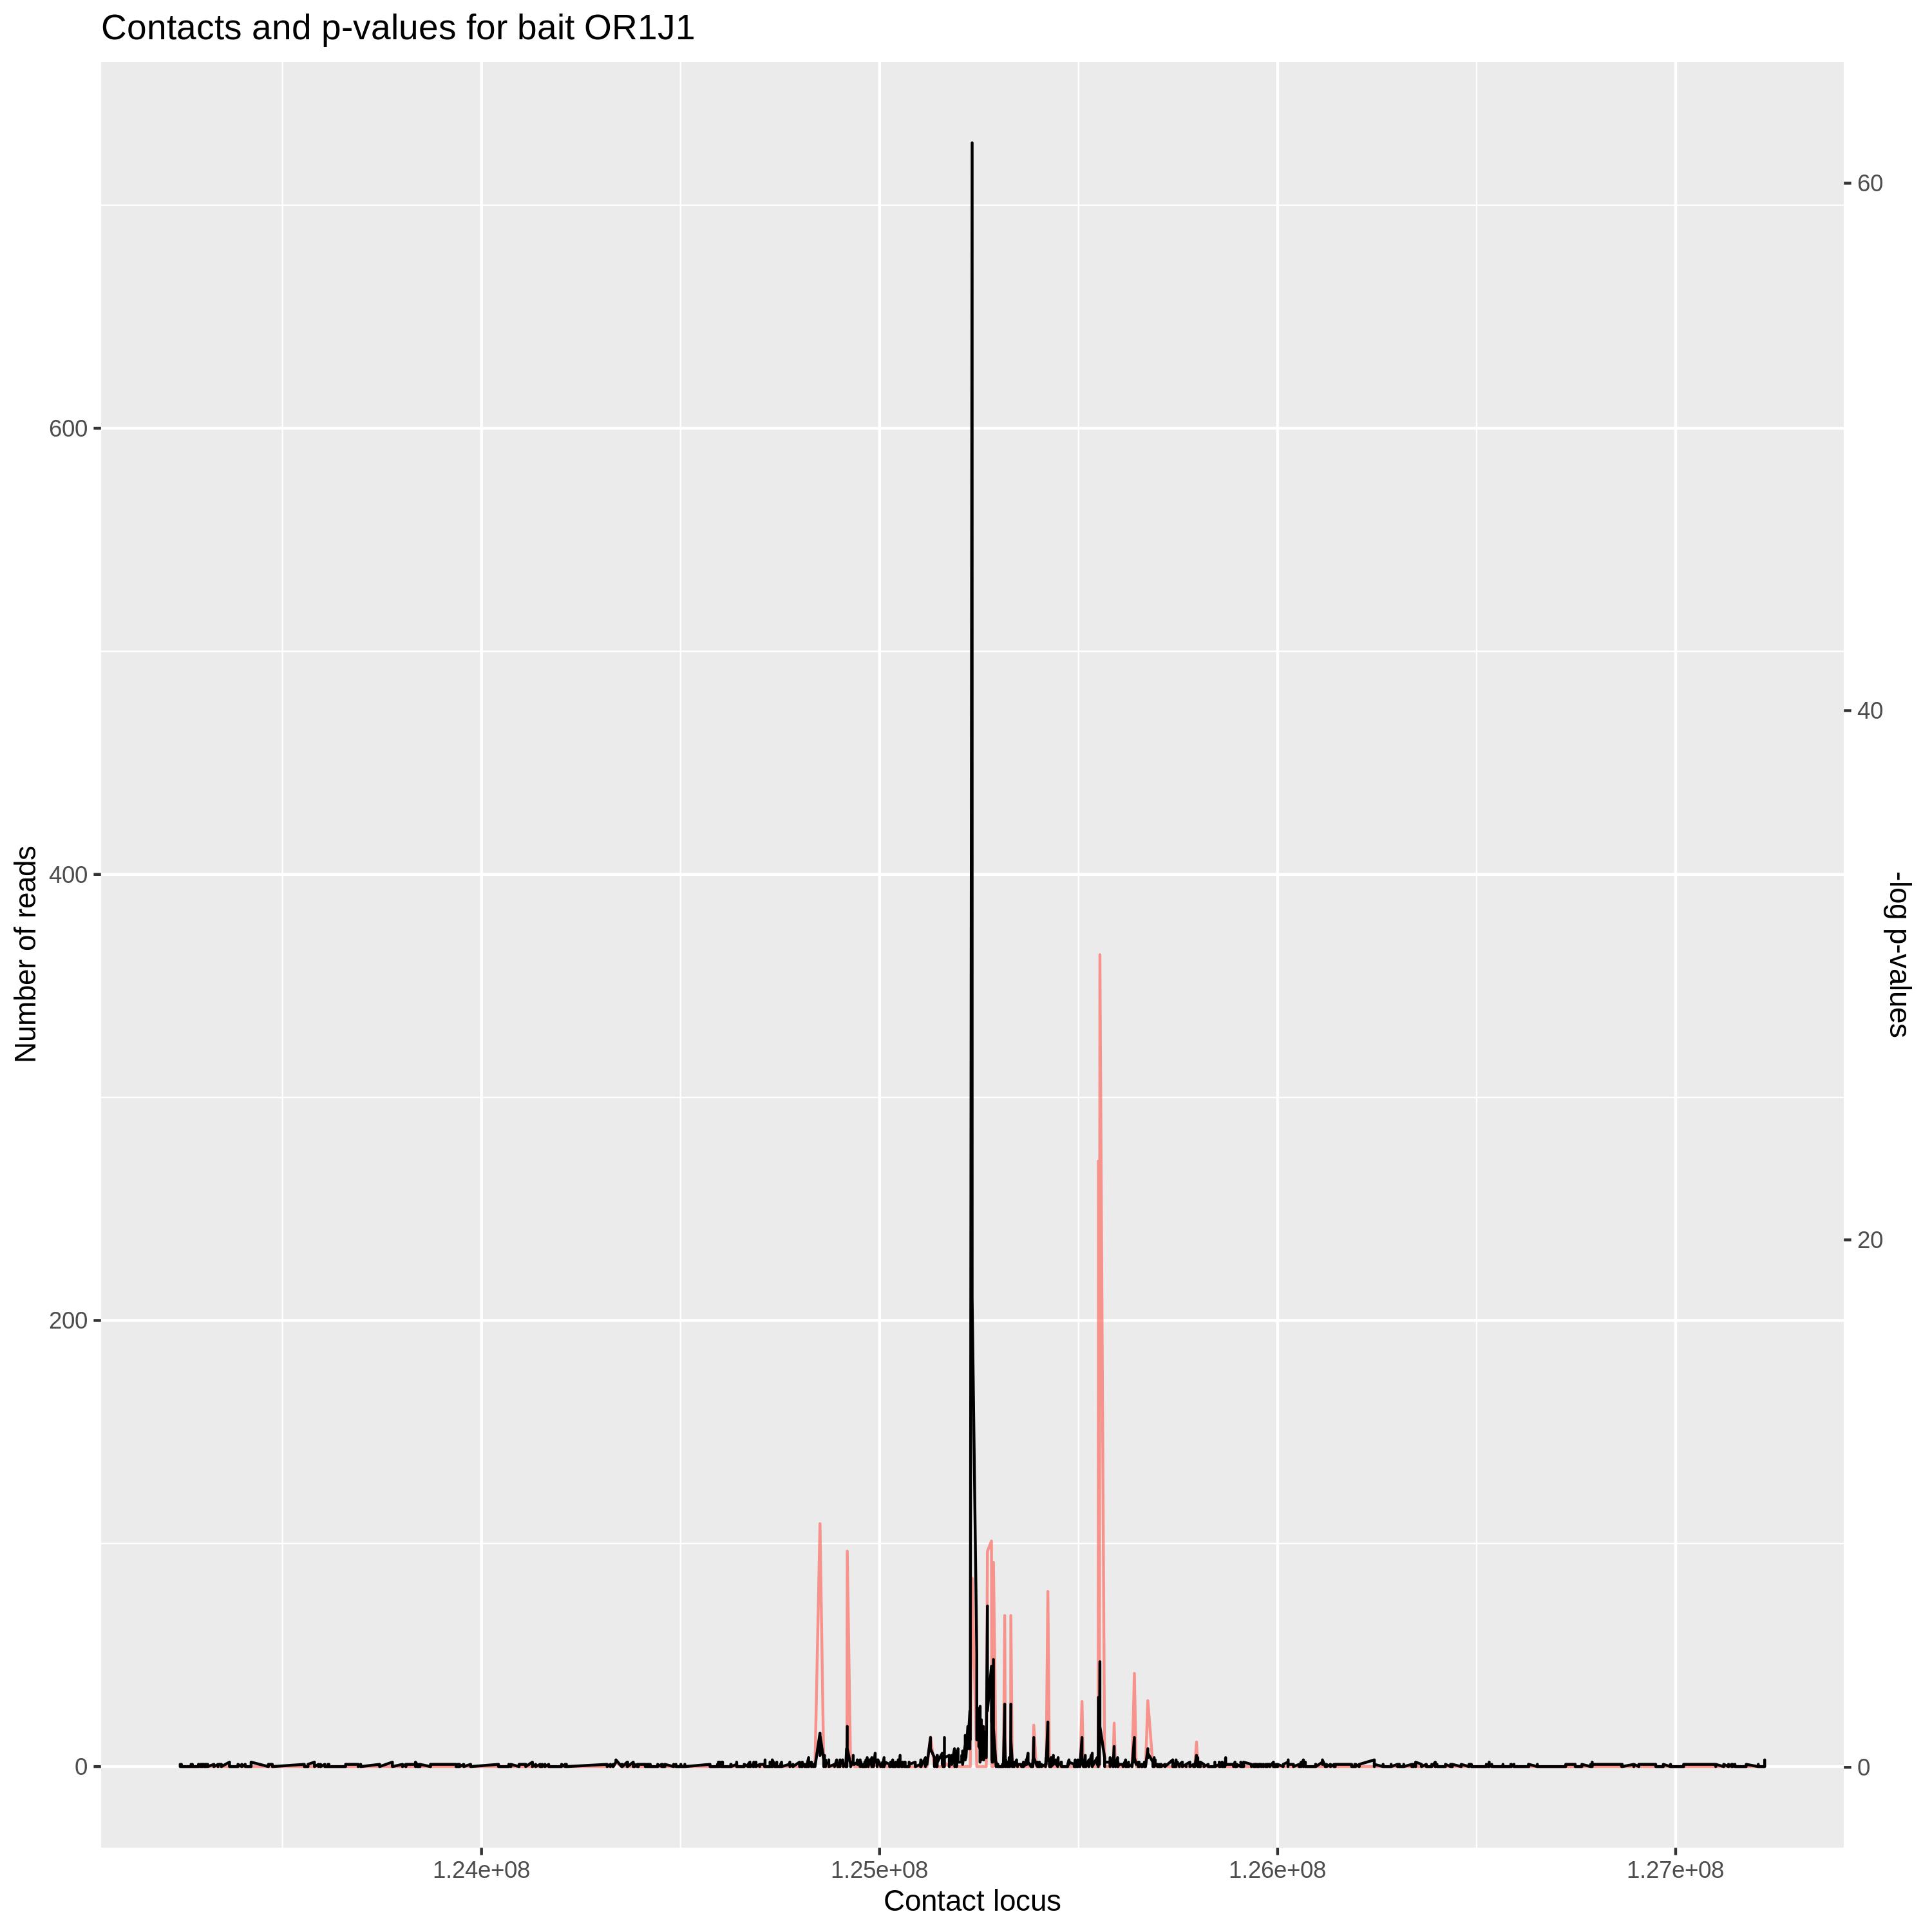 Contacts and p-values for bait OR1J1
Number of reads
600
400
200
0
60
40
20
0
-log p-values
1.24e+08
1.25e+08
1.26e+08
1.27e+08
Contact locus